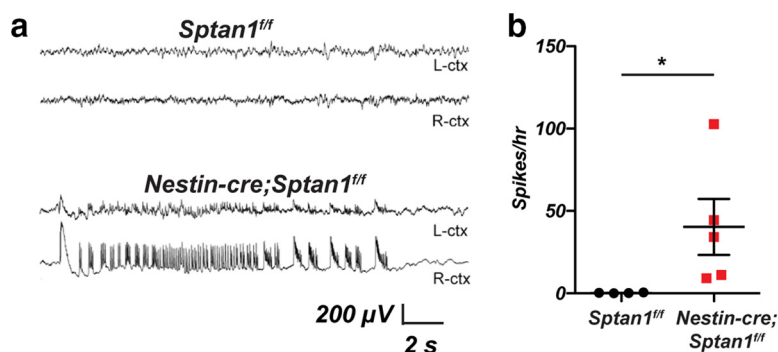 a
Sptan1f/f
L-ctx
R-ctx
Nestin-cre;Sptan1f/f
L-ctx
R-ctx
200 µV
2 s
b
150
100
50
0
Spikes/hr
*
Sptan1f/f
Nestin-cre;
Sptan1f/f